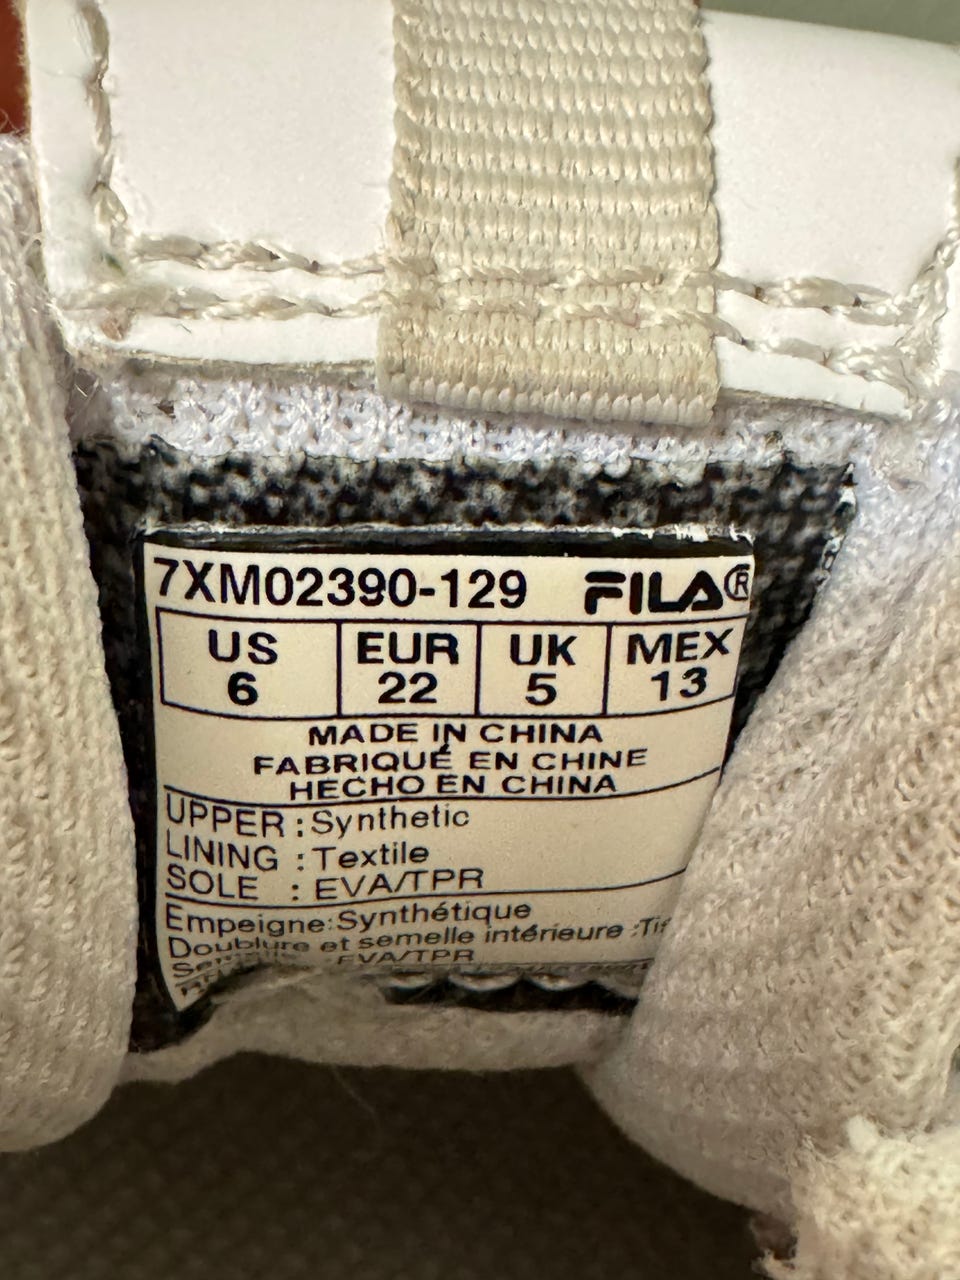 7XM02390-129 FILA®
US EUR UK MEX
6 22 5 13
MADE IN CHINA
FABRIQUÉ EN CHINE
HECHO EN CHINA
UPPER : Synthetic
LINING : Textile
SOLE : EVA/TPR
Empeigne: Synthétique
Doublure et semelle intérieure :
EVA/TPR